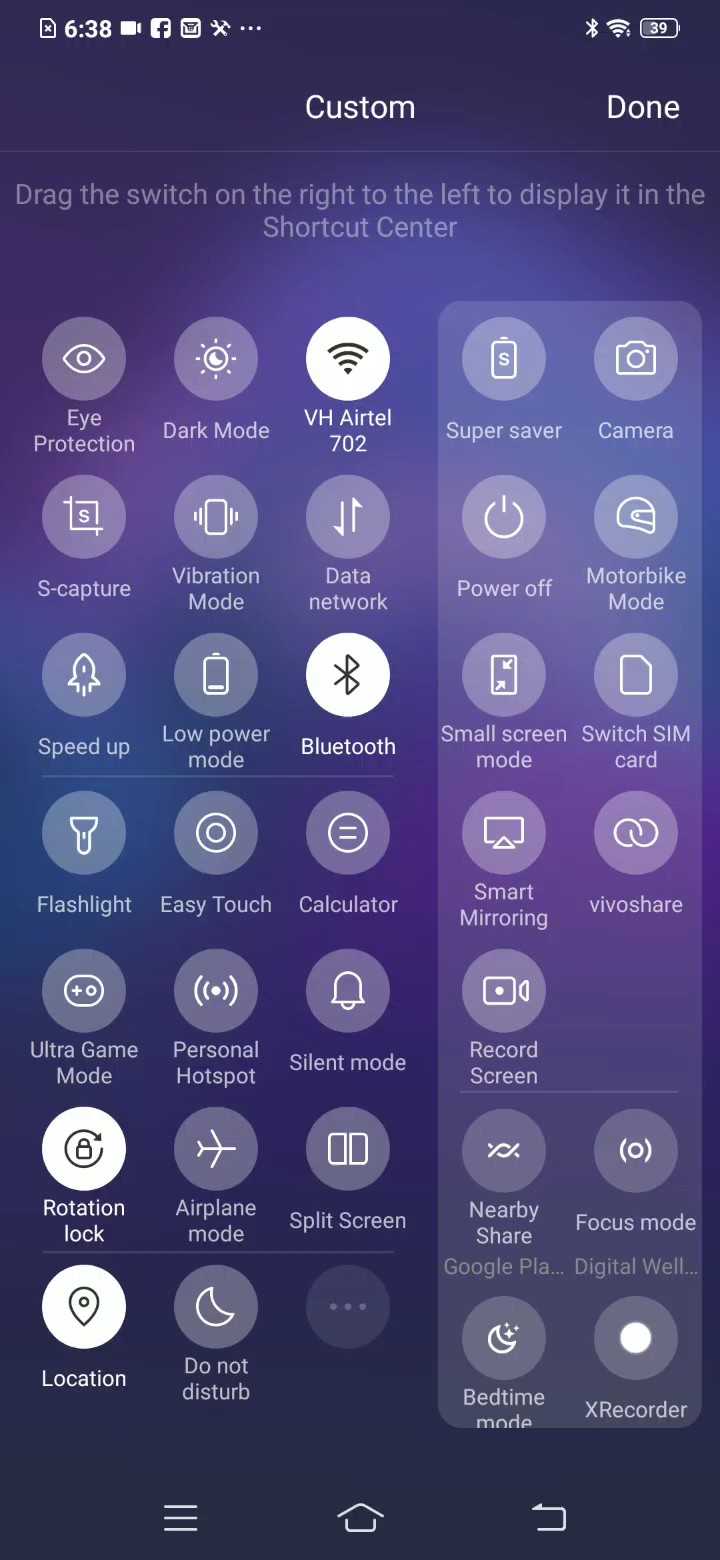 6:38
39
Custom
Done
Drag the switch on the right to the left to display it in the
Shortcut Center
Eye
Protection
Dark Mode
VH Airtel
702
Super saver
Camera
S-capture
Vibration
Mode
Data
network
Power off
Motorbike
Mode
Speed up
Low power
mode
Bluetooth
Small screen
mode
Switch SIM
card
Flashlight
Easy Touch
Calculator
Smart
Mirroring
vivoshare
Ultra Game
Mode
Personal
Hotspot
Silent mode
Record
Screen
Rotation
lock
Airplane
mode
Split Screen
Nearby
Share
Google Pla...
Focus mode
Digital Well...
Location
Do not
disturb
Bedtime
mode
XRecorder